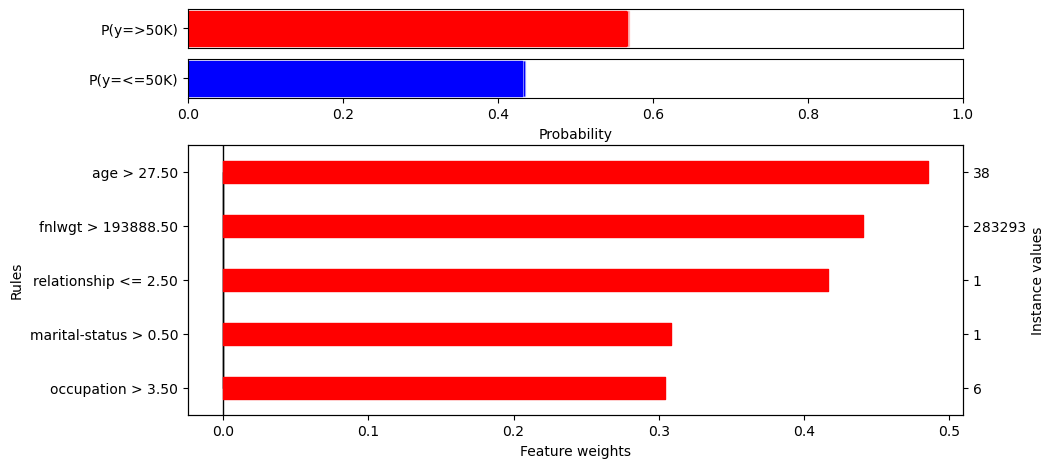 P(y=>50K)
P(y=<=50K)
0.0 0.2 0.4 0.6 0.8 1.0
Probability
age > 27.50 38
fnlwgt > 193888.50 283293
relationship <= 2.50 1
marital-status > 0.50 1
occupation > 3.50 6
Rules
Instance values
0.0 0.1 0.2 0.3 0.4 0.5
Feature weights